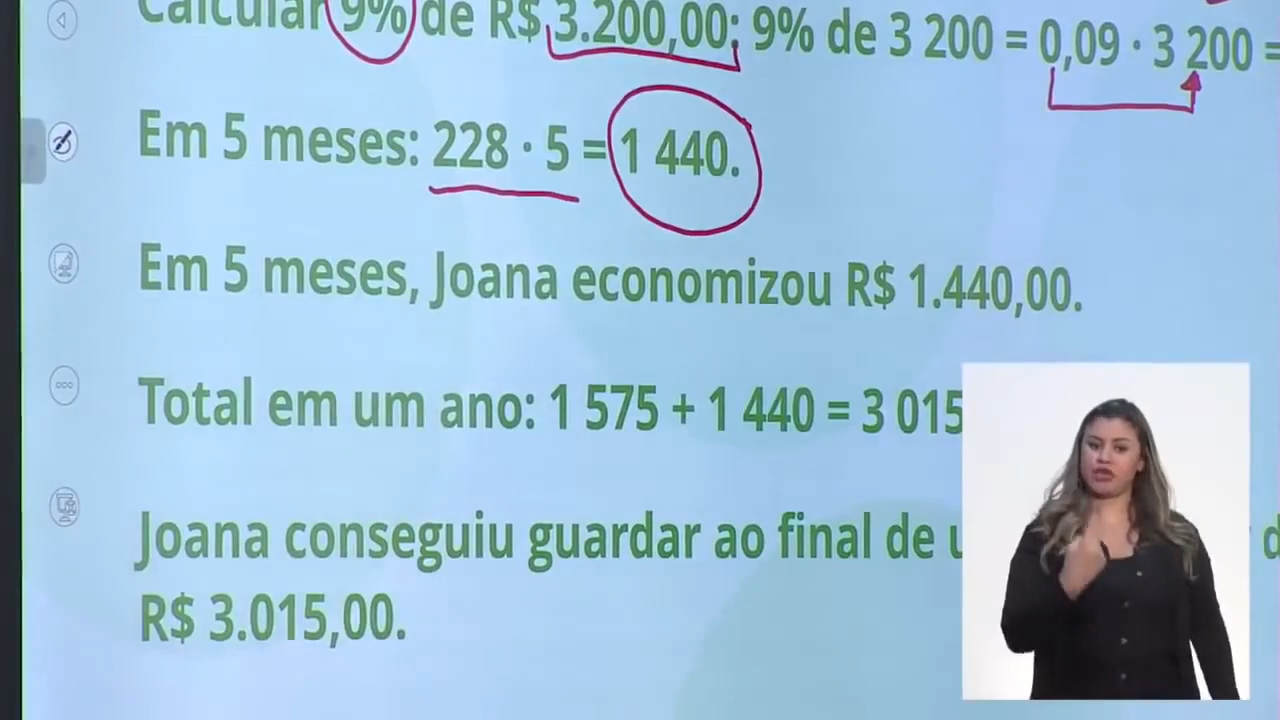 Calcular 9% de R$ 3.200,00: 9% de 3 200 = 0,09 · 3 200 =
Em 5 meses: 228 · 5 = 1 440.
Em 5 meses, Joana economizou R$ 1.440,00.
Total em um ano: 1 575 + 1 440 = 3 015
Joana conseguiu guardar ao final de
R$ 3.015,00.